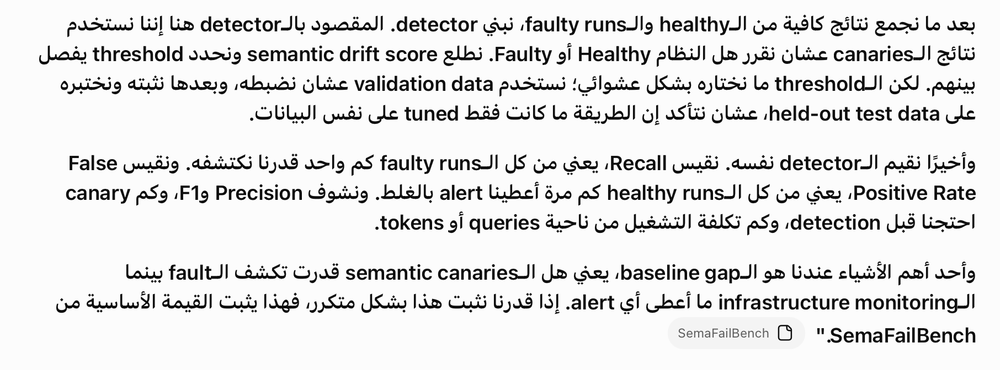 بعد ما نجمع نتائج كافية من الـhealthy والـfaulty runs، نبني detector. المقصود بالـdetector هنا إننا نستخدم
نتائج الـcanaries عشان نقرر هل النظام Healthy أو Faulty. نطلع semantic drift score ونحدد threshold يفصل
بينهم. لكن الـthreshold ما نختاره بشكل عشوائي؛ نستخدم validation data عشان نضبطه، وبعدها نثبته ونختبره
على held-out test data، عشان نتأكد إن الطريقة ما كانت فقط tuned على نفس البيانات.
وأخيرًا نقيم الـdetector نفسه. نقيس Recall، يعني من كل الـfaulty runs كم واحد قدرنا نكتشفه. ونقيس False
Positive Rate، يعني من كل الـhealthy runs كم مرة أعطينا alert بالغلط. ونشوف Precision وF1، وكم canary
احتجنا قبل detection، وكم تكلفة التشغيل من ناحية queries أو tokens.
وأحد أهم الأشياء عندنا هو الـbaseline gap، يعني هل الـsemantic canaries قدرت تكشف الـfault بينما
الـinfrastructure monitoring ما أعطى أي alert. إذا قدرنا نثبت هذا بشكل متكرر، فهذا يثبت القيمة الأساسية من
SemaFailBench." SemaFailBench